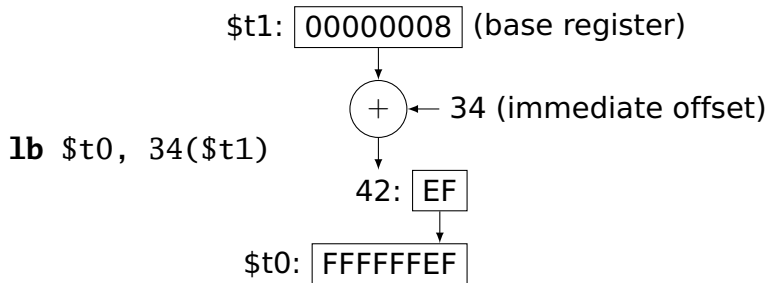 $t1: 00000008 (base register)
+ 34 (immediate offset)
lb $t0, 34($t1)
42: EF
$t0: FFFFFFEF